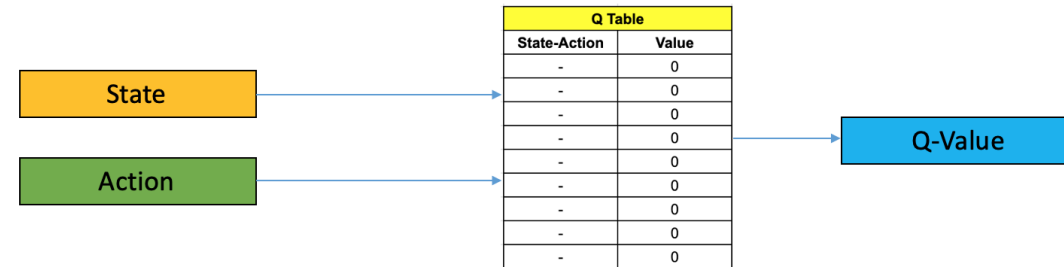 Q Table
State-Action Value
- 0
- 0
- 0
- 0
- 0
- 0
- 0
- 0
- 0
State
Action
Q-Value